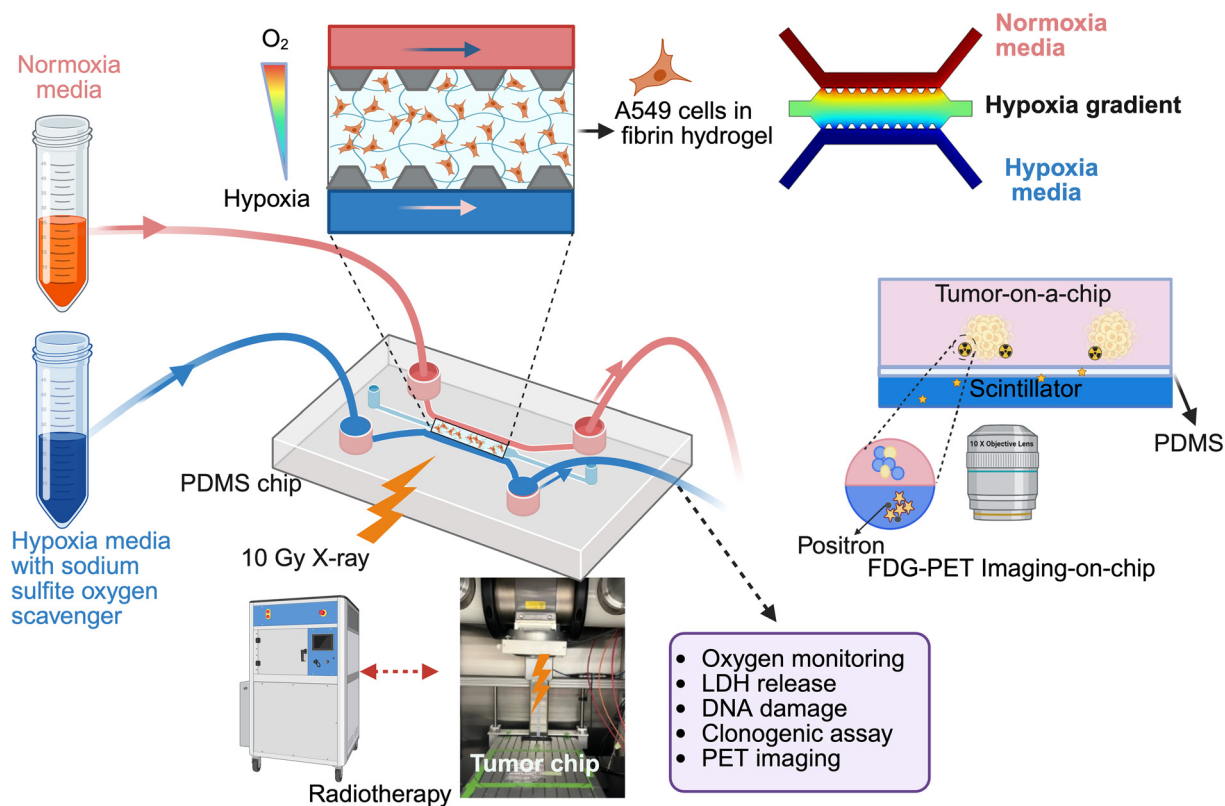 O₂
Normoxia
media
Hypoxia
A549 cells in
fibrin hydrogel
Normoxia
media
Hypoxia gradient
Hypoxia
media
Hypoxia media
with sodium
sulfite oxygen
scavenger
PDMS chip
10 Gy X-ray
Radiotherapy
Tumor chip
Tumor-on-a-chip
Scintillator
PDMS
10 X Objective Lens
Positron
FDG-PET Imaging-on-chip
• Oxygen monitoring
• LDH release
• DNA damage
• Clonogenic assay
• PET imaging